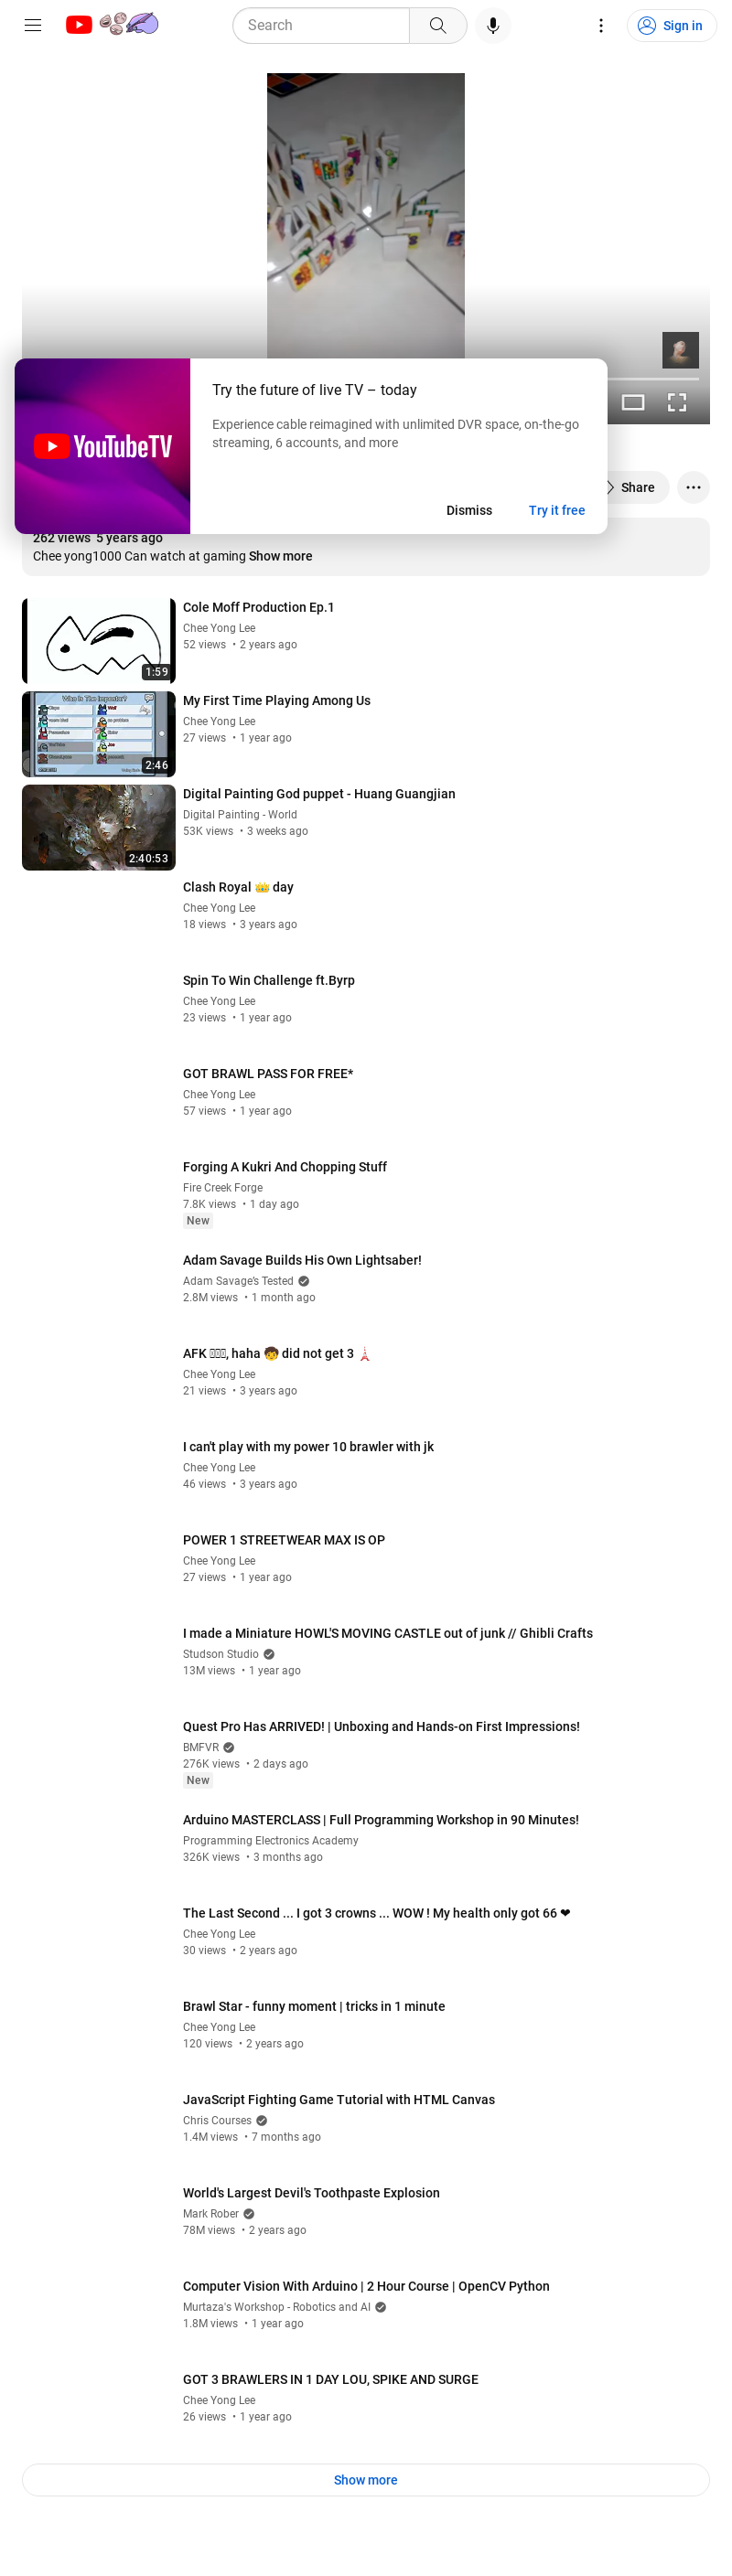 Search
Sign in
Try the future of live TV – today
Experience cable reimagined with unlimited DVR space, on-the-go
streaming, 6 accounts, and more
YouTubeTV
Dismiss
Try it free
Share
262 views 5 years ago
Chee yong1000 Can watch at gaming Show more
Cole Moff Production Ep.1
Chee Yong Lee
52 views • 2 years ago
1:59
My First Time Playing Among Us
Chee Yong Lee
27 views • 1 year ago
Who Is The Impostor?
2:46
Digital Painting God puppet - Huang Guangjian
Digital Painting - World
53K views • 3 weeks ago
2:40:53
Clash Royal 👑 day
Chee Yong Lee
18 views • 3 years ago
Spin To Win Challenge ft.Byrp
Chee Yong Lee
23 views • 1 year ago
GOT BRAWL PASS FOR FREE*
Chee Yong Lee
57 views • 1 year ago
Forging A Kukri And Chopping Stuff
Fire Creek Forge
7.8K views • 1 day ago
New
Adam Savage Builds His Own Lightsaber!
Adam Savage's Tested
2.8M views • 1 month ago
AFK , haha 🧒 did not get 3 🗼
Chee Yong Lee
21 views • 3 years ago
I can't play with my power 10 brawler with jk
Chee Yong Lee
46 views • 3 years ago
POWER 1 STREETWEAR MAX IS OP
Chee Yong Lee
27 views • 1 year ago
I made a Miniature HOWL'S MOVING CASTLE out of junk // Ghibli Crafts
Studson Studio
13M views • 1 year ago
Quest Pro Has ARRIVED! | Unboxing and Hands-on First Impressions!
BMFVR
276K views • 2 days ago
New
Arduino MASTERCLASS | Full Programming Workshop in 90 Minutes!
Programming Electronics Academy
326K views • 3 months ago
The Last Second ... I got 3 crowns ... WOW ! My health only got 66 ❤
Chee Yong Lee
30 views • 2 years ago
Brawl Star - funny moment | tricks in 1 minute
Chee Yong Lee
120 views • 2 years ago
JavaScript Fighting Game Tutorial with HTML Canvas
Chris Courses
1.4M views • 7 months ago
World's Largest Devil's Toothpaste Explosion
Mark Rober
78M views • 2 years ago
Computer Vision With Arduino | 2 Hour Course | OpenCV Python
Murtaza's Workshop - Robotics and AI
1.8M views • 1 year ago
GOT 3 BRAWLERS IN 1 DAY LOU, SPIKE AND SURGE
Chee Yong Lee
26 views • 1 year ago
Show more